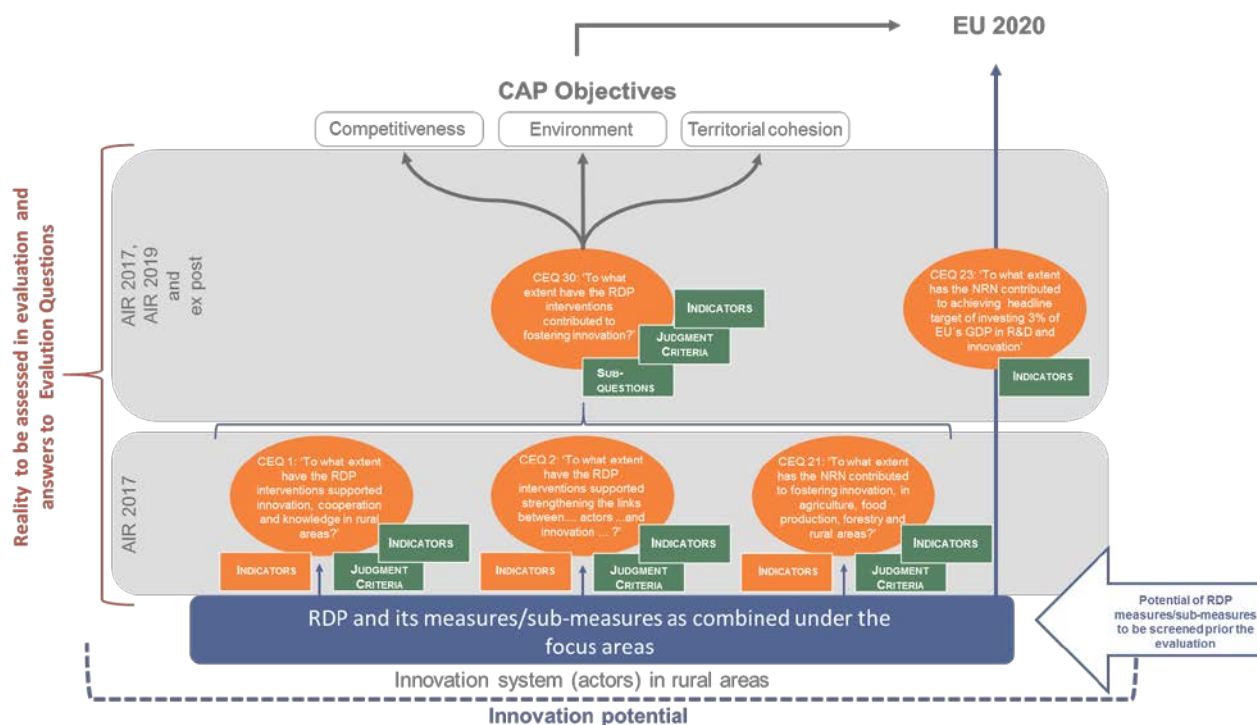 EU 2020
CAP Objectives
Competitiveness
Environment
Territorial cohesion
Reality to be assessed in evaluation and
answers to Evalution Questions
AIR 2017,
AIR 2019
and
ex post
CEQ 30: ‘To what
extent have the RDP
interventions
contributed to
fostering innovation?’
INDICATORS
JUDGMENT
CRITERIA
SUB-
QUESTIONS
CEQ 23: ‘To what extent
has the NRN contributed
to achieving headline
target of investing 3% of
EU´s GDP in R&D and
innovation’
INDICATORS
AIR 2017
CEQ 1: ‘To what extent
have the RDP
interventions supported
innovation, cooperation
and knowledge in rural
areas?’
INDICATORS
JUDGMENT
CRITERIA
INDICATORS
CEQ 2: ‘To what extent
have the RDP
interventions supported
strengthening the links
between.... actors ...and
innovation ... ?’
INDICATORS
JUDGMENT
CRITERIA
INDICATORS
CEQ 21: ‘To what extent
has the NRN contributed
to fostering innovation, in
agriculture, food
production, forestry and
rural areas?’
INDICATORS
JUDGMENT
CRITERIA
INDICATORS
RDP and its measures/sub-measures as combined under the
focus areas
Potential of RDP
measures/sub-measures
to be screened prior the
evaluation
Innovation system (actors) in rural areas
Innovation potential